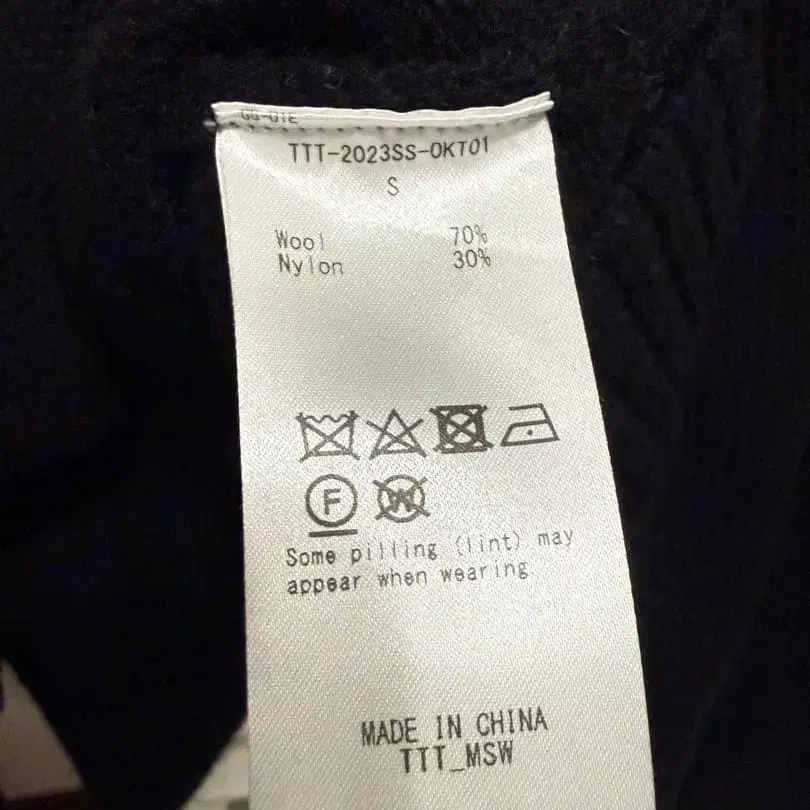 TTT-2023SS-OKT01
S
Wool 70%
Nylon 30%
F
W
Some pilling (lint) may
appear when wearing
MADE IN CHINA
TTT_MSW